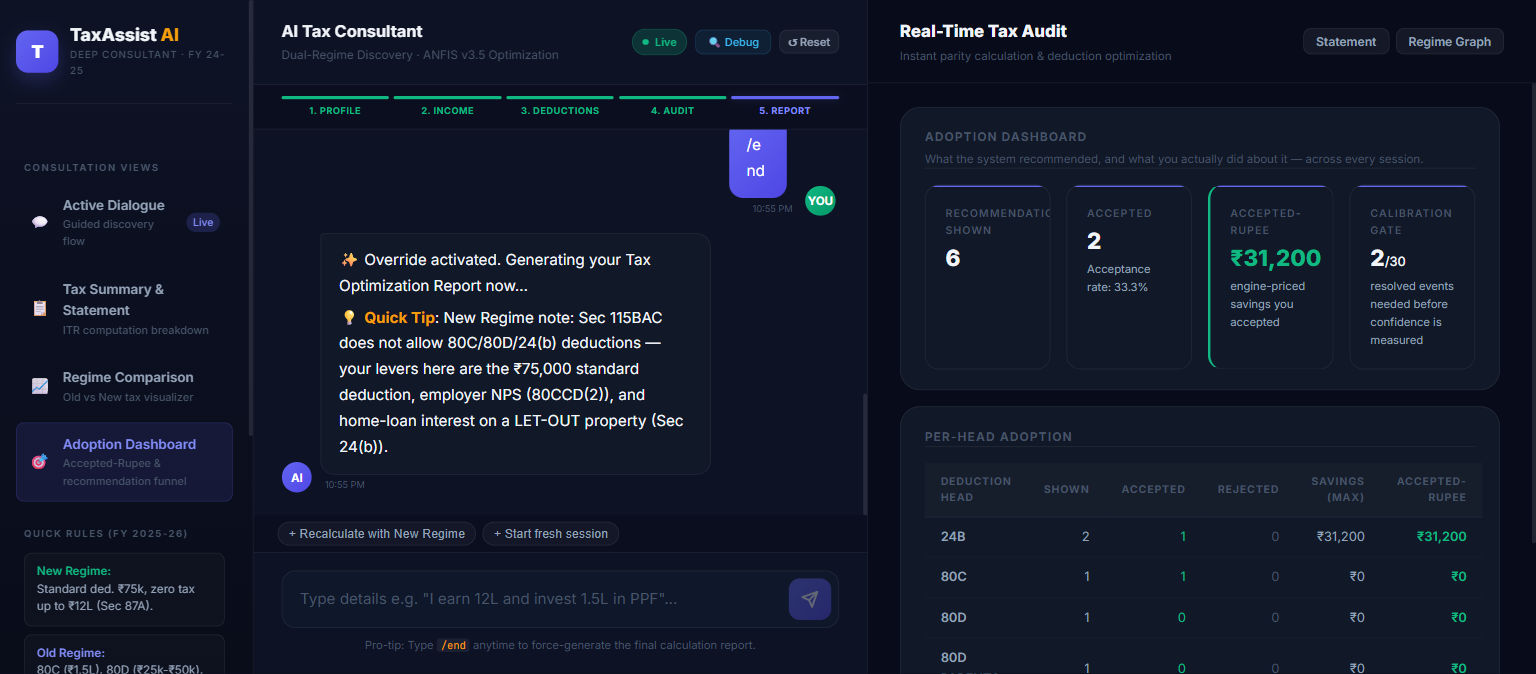 T
TaxAssist AI
DEEP CONSULTANT · FY 24-
25
CONSULTATION VIEWS
Active Dialogue
Guided discovery
flow
Live
Tax Summary &
Statement
ITR computation breakdown
Regime Comparison
Old vs New tax visualizer
Adoption Dashboard
Accepted-Rupee &
recommendation funnel
QUICK RULES (FY 2025-26)
New Regime:
Standard ded. ₹75k, zero tax
up to ₹12L (Sec 87A).
Old Regime:
80C (₹1.5L), 80D (₹25k-₹50k),
AI Tax Consultant
Dual-Regime Discovery · ANFIS v3.5 Optimization
Live
Debug
↺ Reset
1. PROFILE
2. INCOME
3. DEDUCTIONS
4. AUDIT
5. REPORT
/e
nd
10:55 PM
YOU
✨ Override activated. Generating your Tax
Optimization Report now...
💡 Quick Tip: New Regime note: Sec 115BAC
does not allow 80C/80D/24(b) deductions —
your levers here are the ₹75,000 standard
deduction, employer NPS (80CCD(2)), and
home-loan interest on a LET-OUT property (Sec
24(b)).
AI
10:55 PM
+ Recalculate with New Regime
+ Start fresh session
Type details e.g. "I earn 12L and invest 1.5L in PPF"...
Pro-tip: Type /end anytime to force-generate the final calculation report.
Real-Time Tax Audit
Instant parity calculation & deduction optimization
Statement
Regime Graph
ADOPTION DASHBOARD
What the system recommended, and what you actually did about it — across every session.
RECOMMENDATIO
SHOWN
6
ACCEPTED
2
Acceptance
rate: 33.3%
ACCEPTED-
RUPEE
₹31,200
engine-priced
savings you
accepted
CALIBRATION
GATE
2/30
resolved events
needed before
confidence is
measured
PER-HEAD ADOPTION
DEDUCTION
HEAD
SHOWN
ACCEPTED
REJECTED
SAVINGS
(MAX)
ACCEPTED-
RUPEE
24B 2 1 0 ₹31,200 ₹31,200
80C 1 1 0 ₹0 ₹0
80D 1 0 0 ₹0 ₹0
80D
1 0 0 ₹0 ₹0